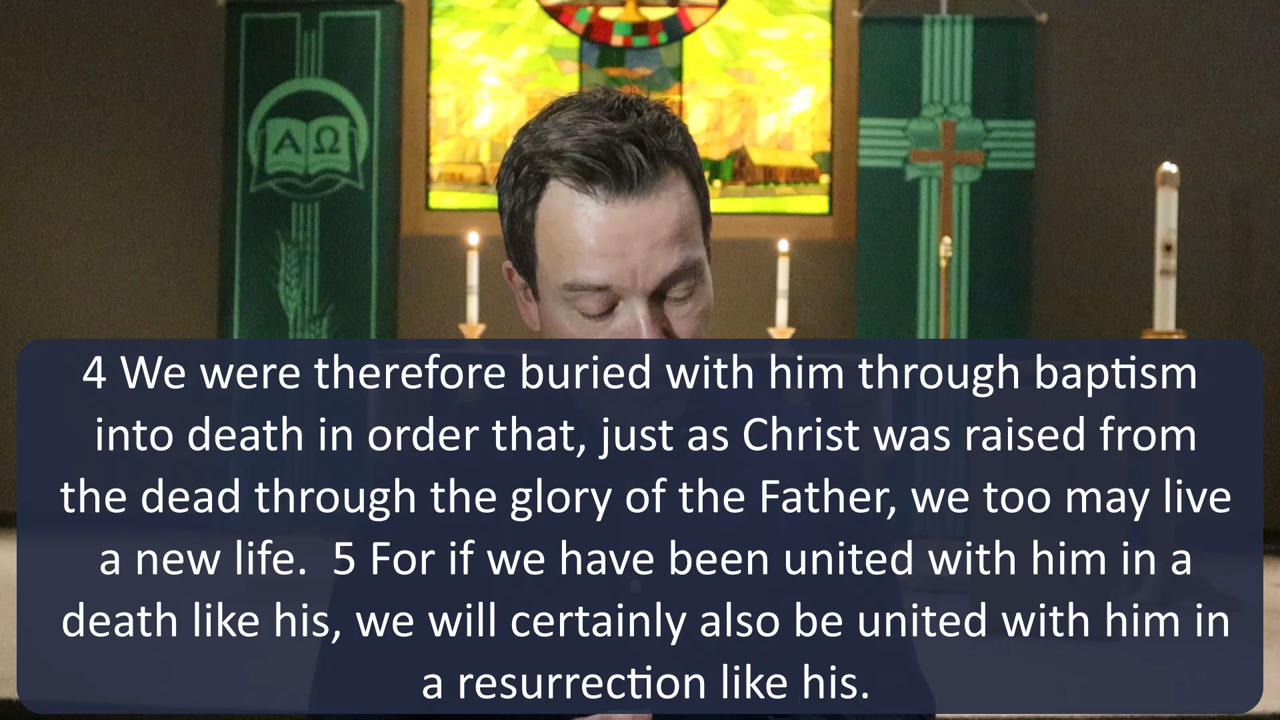 Α Ω
4 We were therefore buried with him through baptism
into death in order that, just as Christ was raised from
the dead through the glory of the Father, we too may live
a new life.  5 For if we have been united with him in a
death like his, we will certainly also be united with him in
a resurrection like his.